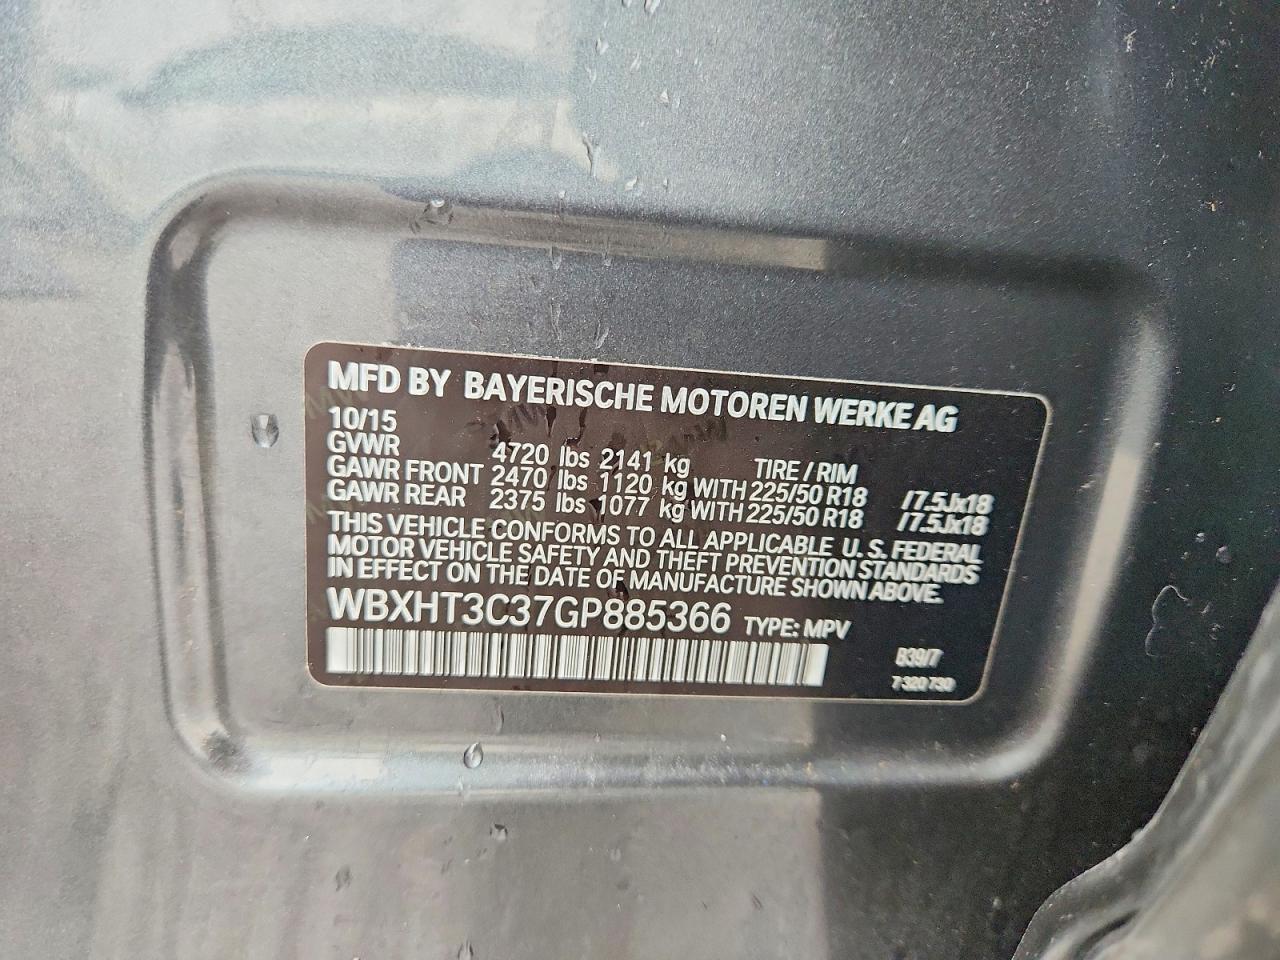 MFD BY BAYERISCHE MOTOREN WERKE AG
10/15
GVWR 4720 lbs 2141 kg TIRE / RIM
GAWR FRONT 2470 lbs 1120 kg WITH 225/50 R18 /7.5Jx18
GAWR REAR 2375 lbs 1077 kg WITH 225/50 R18 /7.5Jx18
THIS VEHICLE CONFORMS TO ALL APPLICABLE U. S. FEDERAL
MOTOR VEHICLE SAFETY AND THEFT PREVENTION STANDARDS
IN EFFECT ON THE DATE OF MANUFACTURE SHOWN ABOVE.
WBXHT3C37GP885366 TYPE: MPV
B39/7
7 320 730